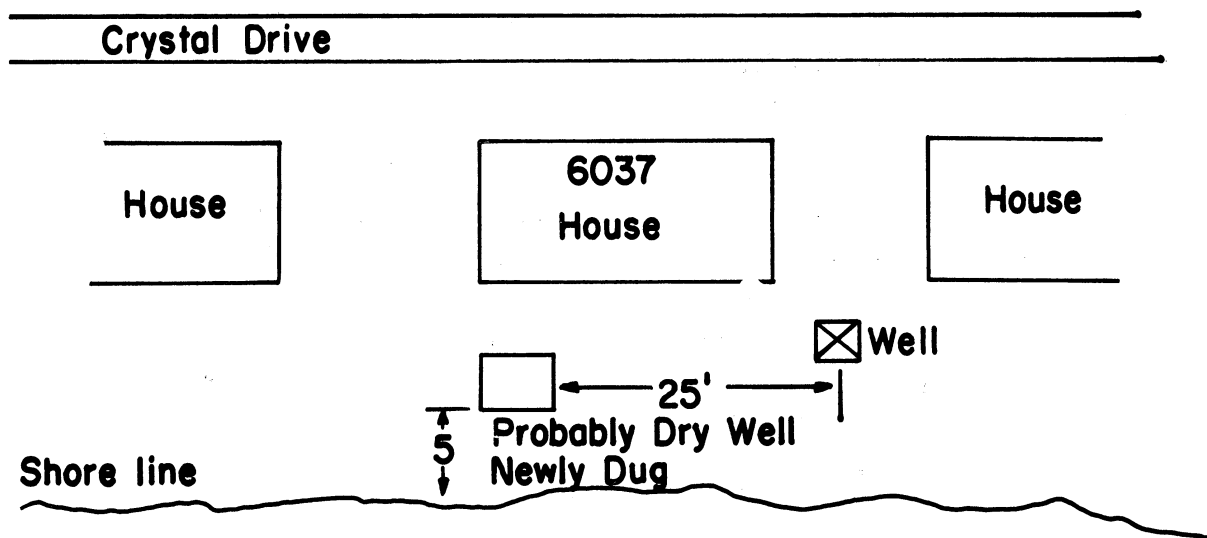 Crystal Drive
House
6037
House
House
Well
25'
5
Probably Dry Well
Newly Dug
Shore line